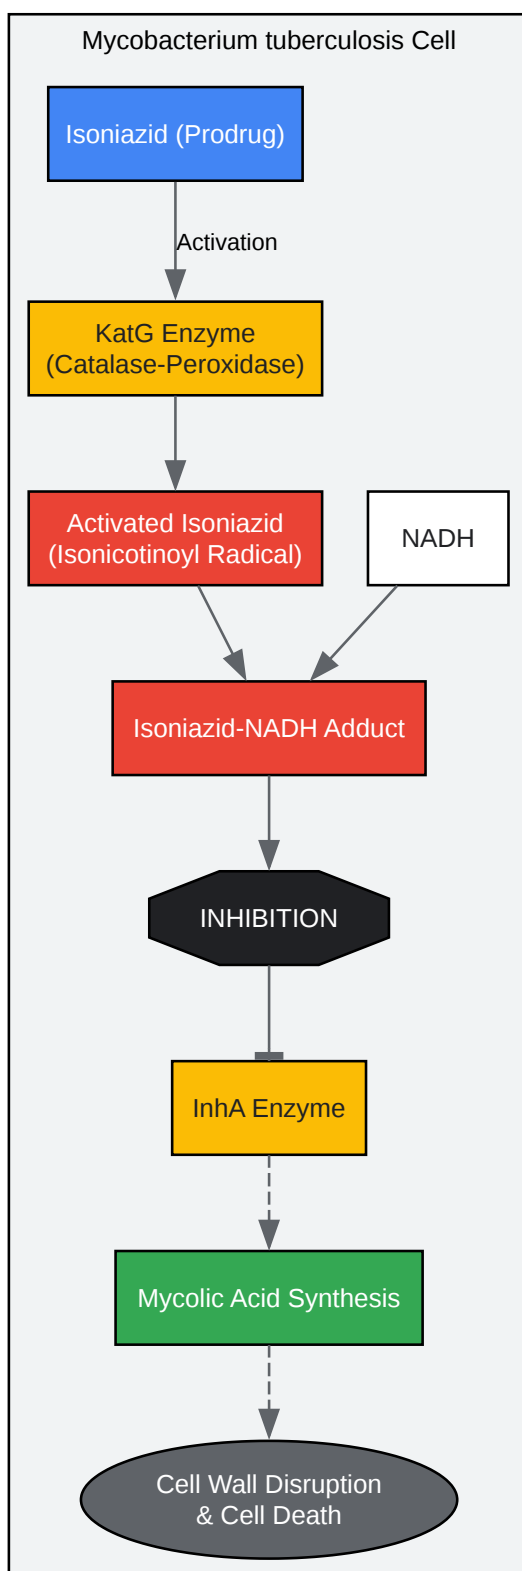 Mycobacterium tuberculosis Cell
Isoniazid (Prodrug)
Activation
KatG Enzyme
(Catalase-Peroxidase)
Activated Isoniazid
(Isonicotinoyl Radical)
NADH
Isoniazid-NADH Adduct
INHIBITION
InhA Enzyme
Mycolic Acid Synthesis
Cell Wall Disruption
& Cell Death